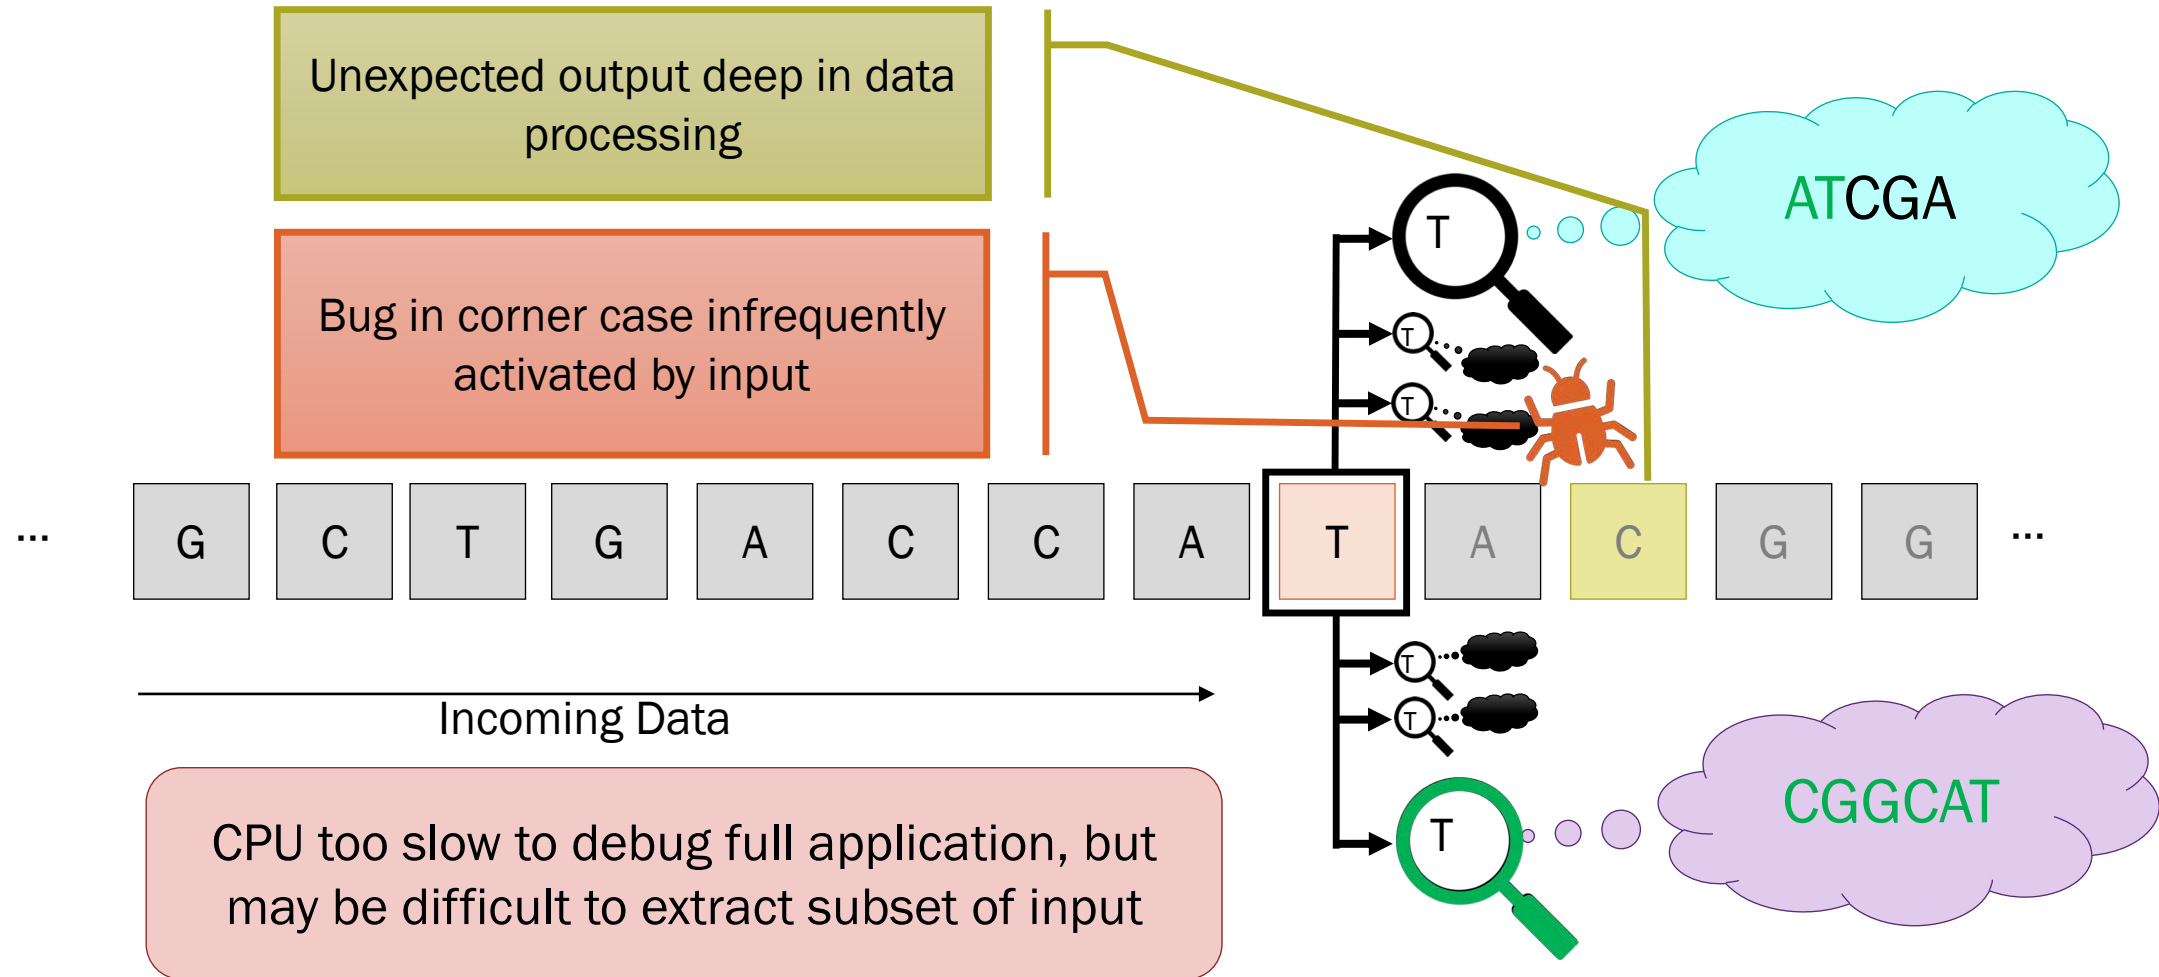 Unexpected output deep in data
processing
ATCGA
T
Bug in corner case infrequently
activated by input
T
T
... G C T G A C C A T A C G G ...
T
T
Incoming Data
CGGCAT
T
CPU too slow to debug full application, but
may be difficult to extract subset of input